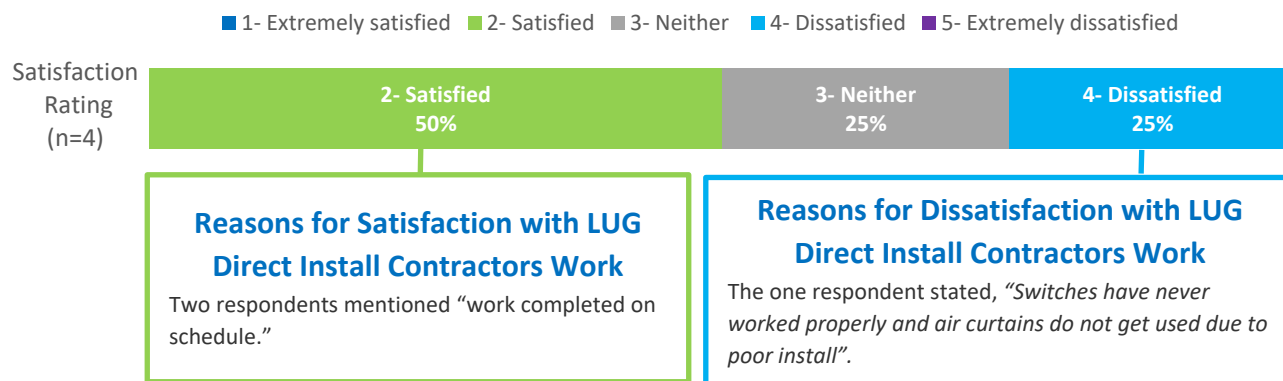 1- Extremely satisfied 2- Satisfied 3- Neither 4- Dissatisfied 5- Extremely dissatisfied
Satisfaction
Rating
(n=4)
2- Satisfied
50%
3- Neither
25%
4- Dissatisfied
25%
Reasons for Satisfaction with LUG
Direct Install Contractors Work
Two respondents mentioned “work completed on
schedule.”
Reasons for Dissatisfaction with LUG
Direct Install Contractors Work
The one respondent stated, “Switches have never
worked properly and air curtains do not get used due to
poor install”.